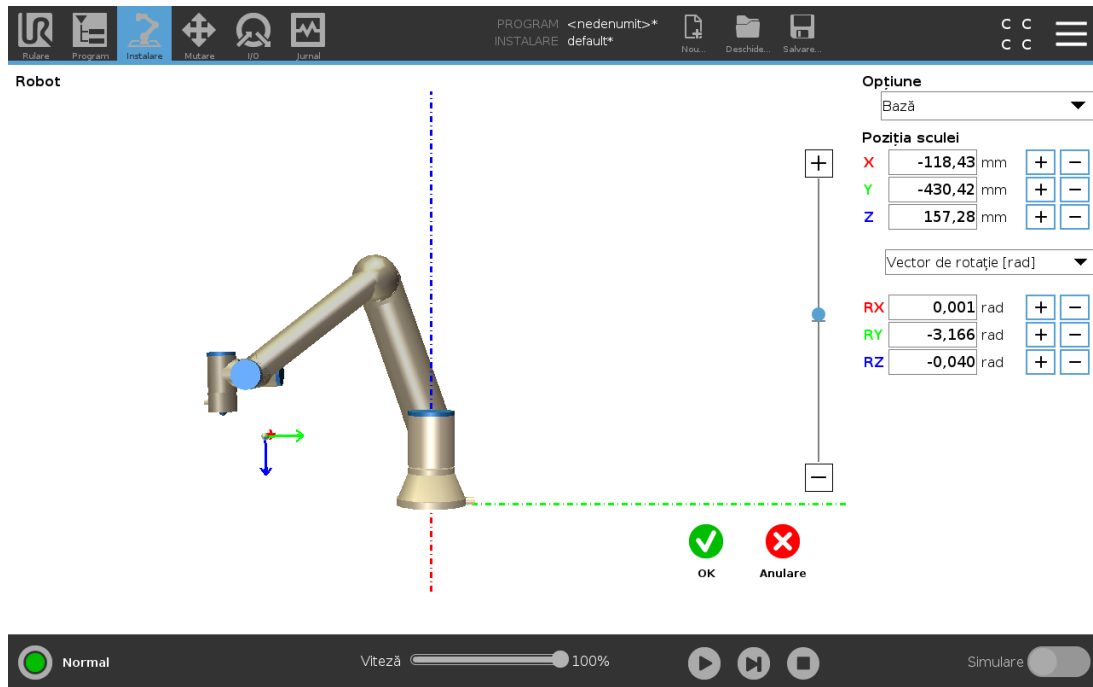 PROGRAM <nedenumit>*
INSTALARE default*
UR
Rulare
Program
Instalare
Mutare
I/O
Jurnal
Nou...
Deschide...
Salvare...
C C
C C
Robot
Opțiune
Bază
Poziția sculei
X -118,43 mm + −
Y -430,42 mm + −
Z 157,28 mm + −
Vector de rotație [rad]
RX 0,001 rad + −
RY -3,166 rad + −
RZ -0,040 rad + −
+
−
OK
Anulare
Normal
Viteză 100%
Simulare